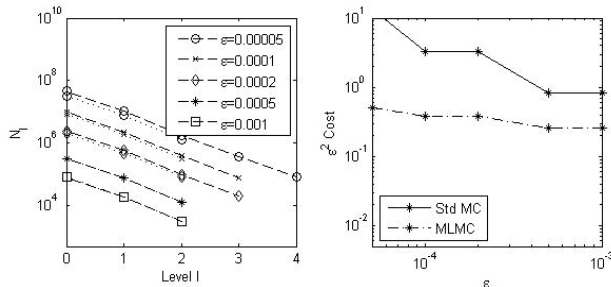 10^10
10^8
10^6
10^4
N_l
0 1 2 3 4
Level l
ε=0.00005
ε=0.0001
ε=0.0002
ε=0.0005
ε=0.001
10^1
10^0
10^-1
10^-2
ε² Cost
10^-4 10^-3
ε
Std MC
MLMC